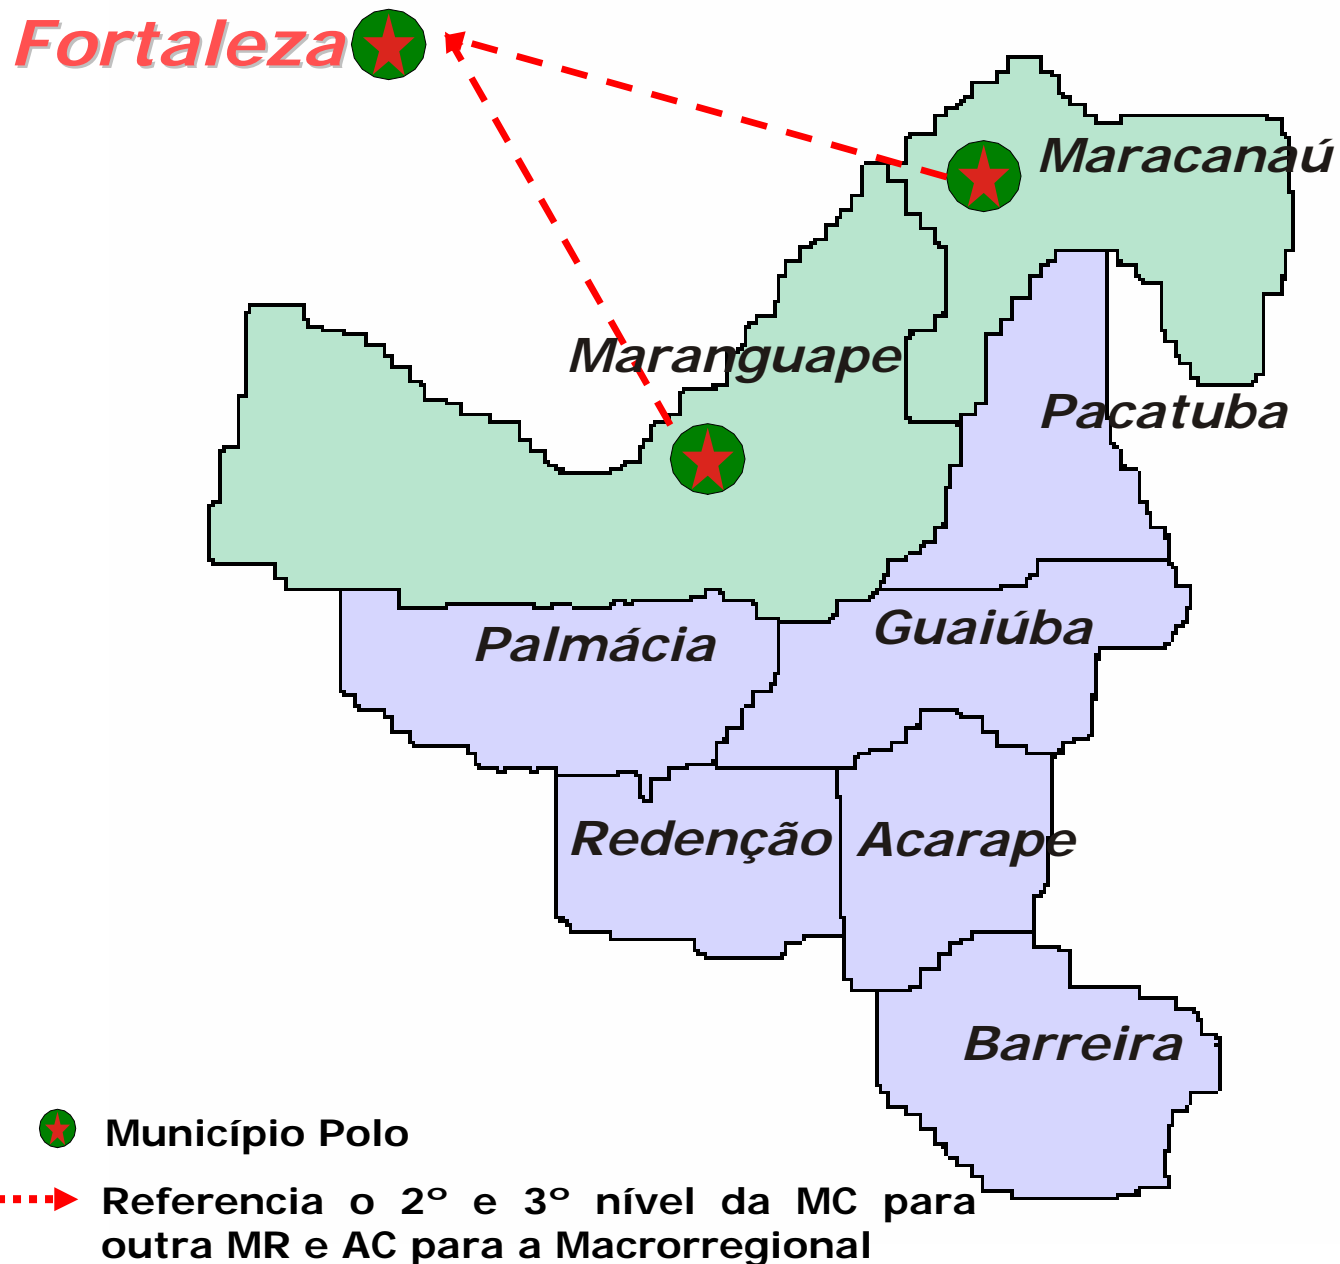 Fortaleza
Maracanaú
Maranguape
Pacatuba
Guaiúba
Palmácia
Redenção
Acarape
Barreira
Município Polo
Referencia o 2º e 3º nível da MC para
outra MR e AC para a Macrorregional